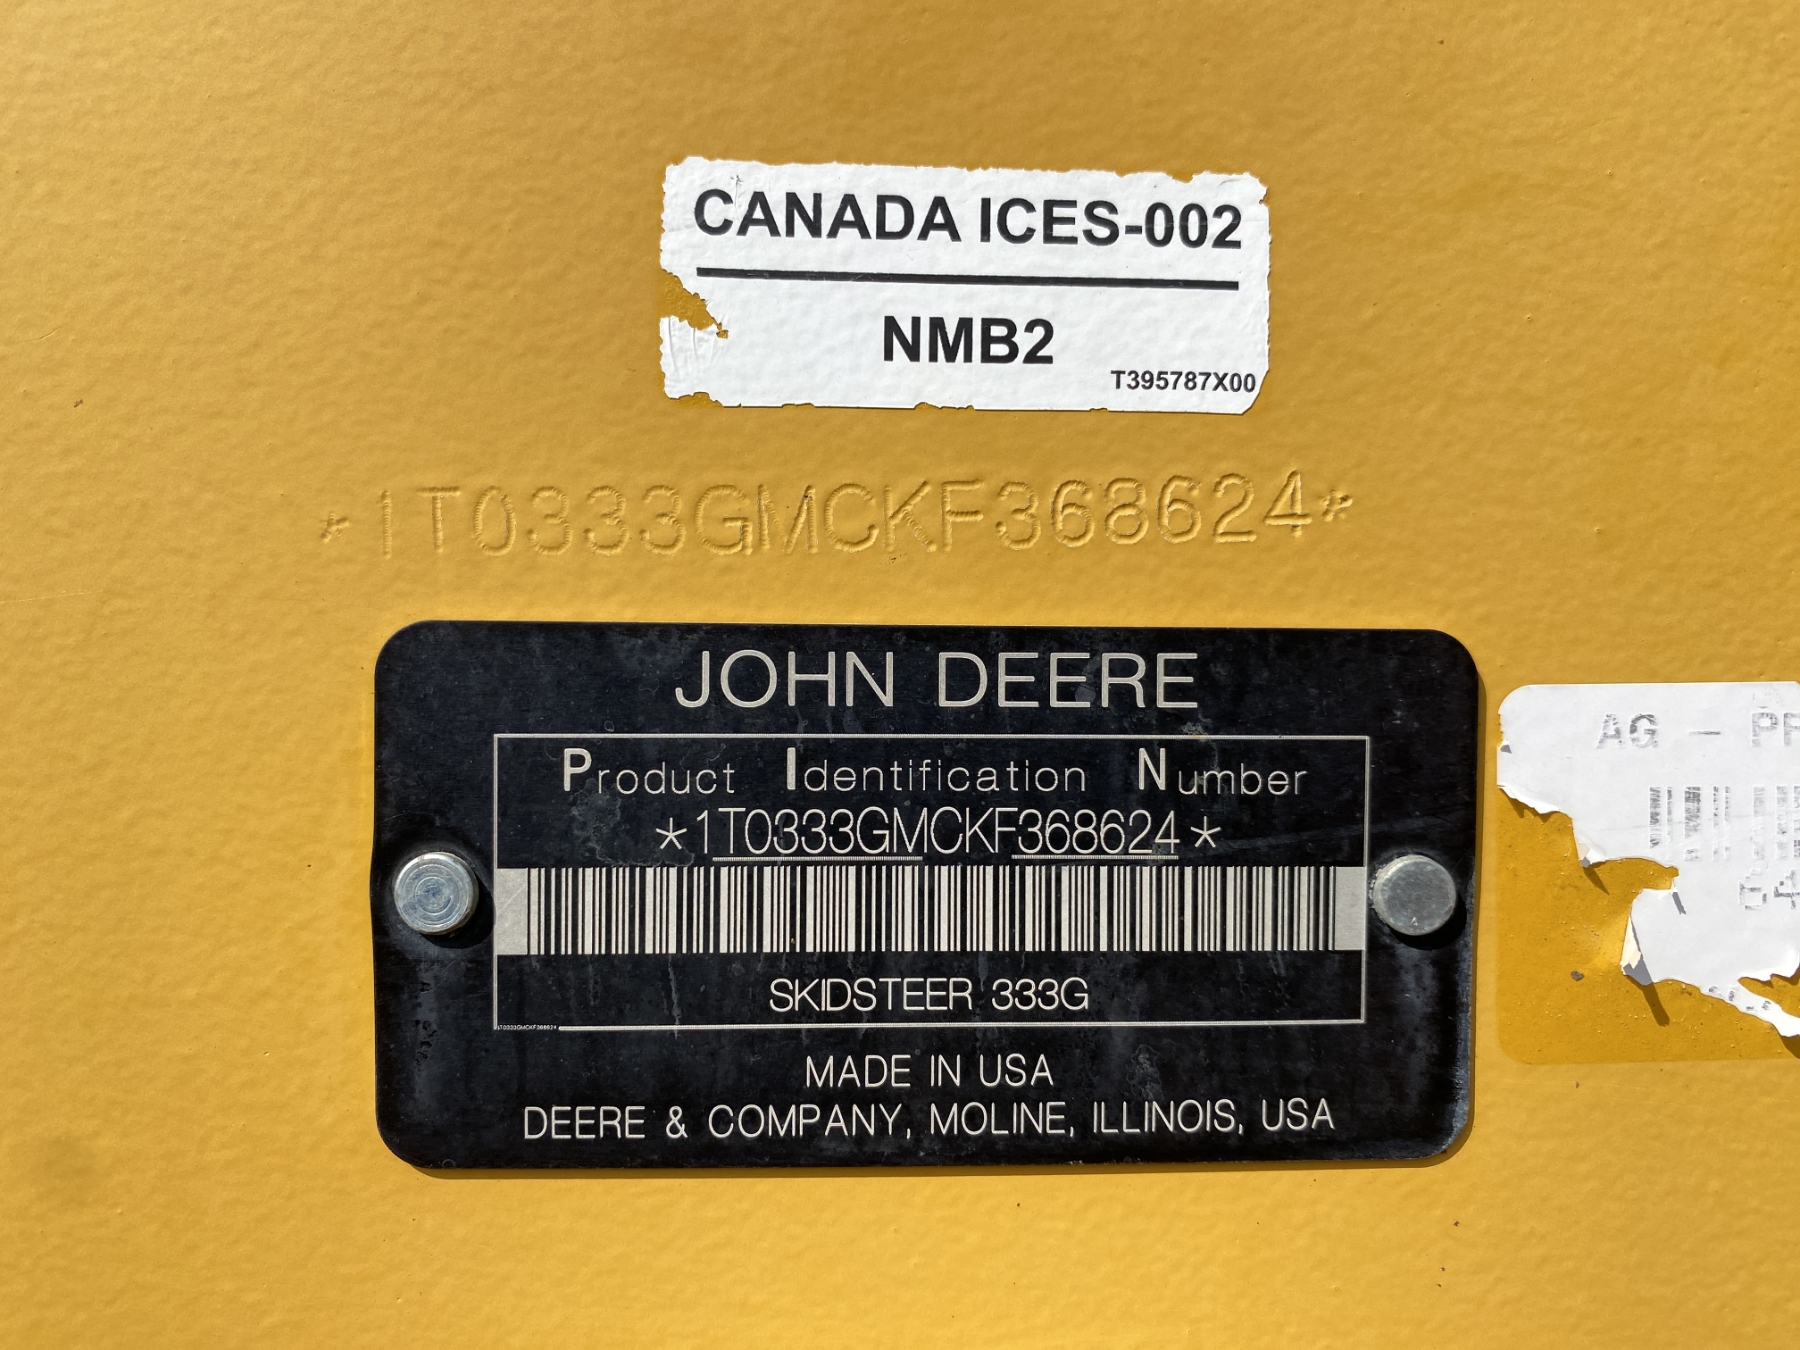 CANADA ICES-002
NMB2
T395787X00
*1T0333GMCKF368624*
JOHN DEERE
Product Identification Number
*1T0333GMCKF368624*
SKIDSTEER 333G
1T0333GMCKF368624
MADE IN USA
DEERE & COMPANY, MOLINE, ILLINOIS, USA
AG -